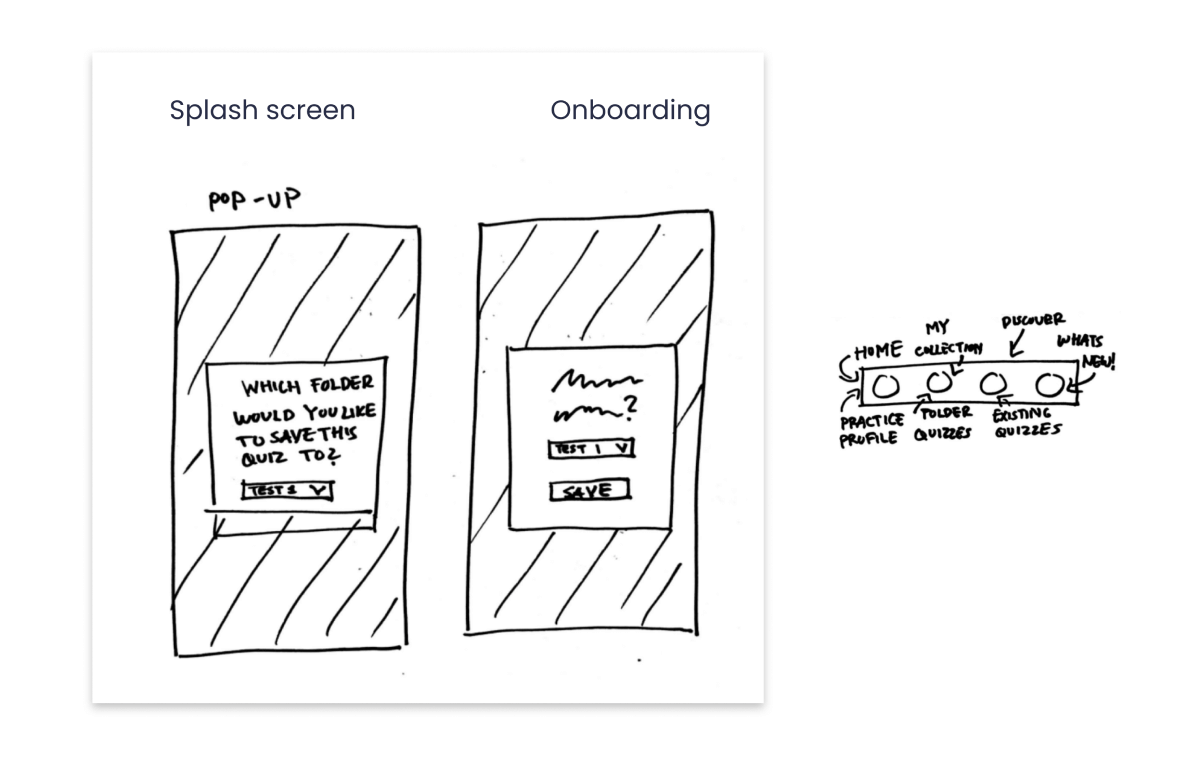 Splash screen
Onboarding
POP-UP
WHICH FOLDER
WOULD YOU LIKE
TO SAVE THIS
QUIZ TO?
TEST 1 V
?
TEST 1 V
SAVE
HOME
MY
COLLECTION
DISCOVER
WHATS
NEW!
PRACTICE
PROFILE
FOLDER
QUIZZES
EXISTING
QUIZZES